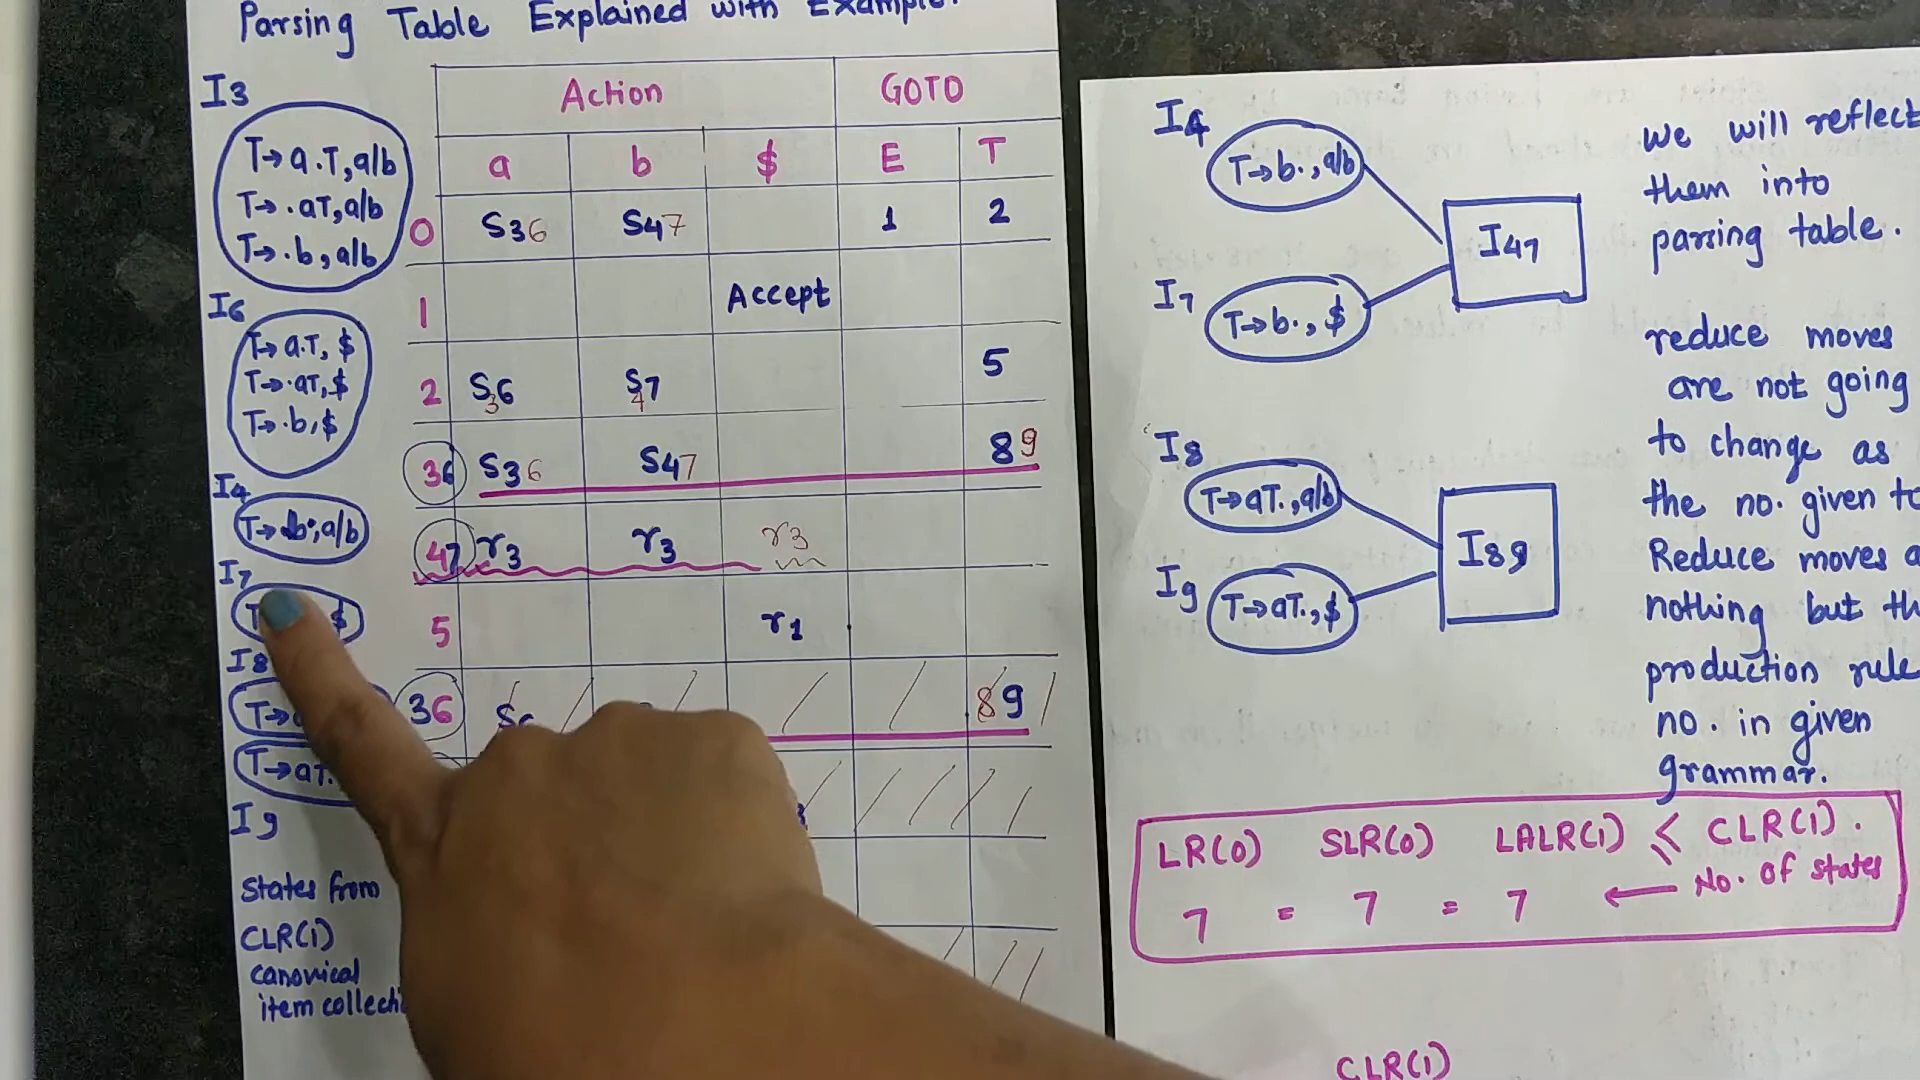 Parsing Table Explained with Example.
I3
T→a.T, a/b
T→.aT, a/b
T→.b, a/b
I6
T→a.T, $
T→.aT, $
T→.b, $
I4
T→b., a/b
I7
$
I8
T→aT.
I9
States from
CLR(1)
canonical
item
Action GOTO
a b $ E T
0 S36 S47 1 2
1 Accept
2 S6 3 S7 4 5
36 S36 S47 89
47 r3 r3 r3
5 r1
36 S6 89
I4
T→b., a/b
I47
I7
T→b., $
I8
T→aT., a/b
I89
I9
T→aT., $
we will reflect
them into
parsing table.
reduce moves
are not going
to change as
the no. given to
Reduce moves
nothing but
production rule
no. in given
grammar.
LR(0) SLR(0) LALR(1) ≤ CLR(1).
7 = 7 = 7 ← No. of states
CLR(1)